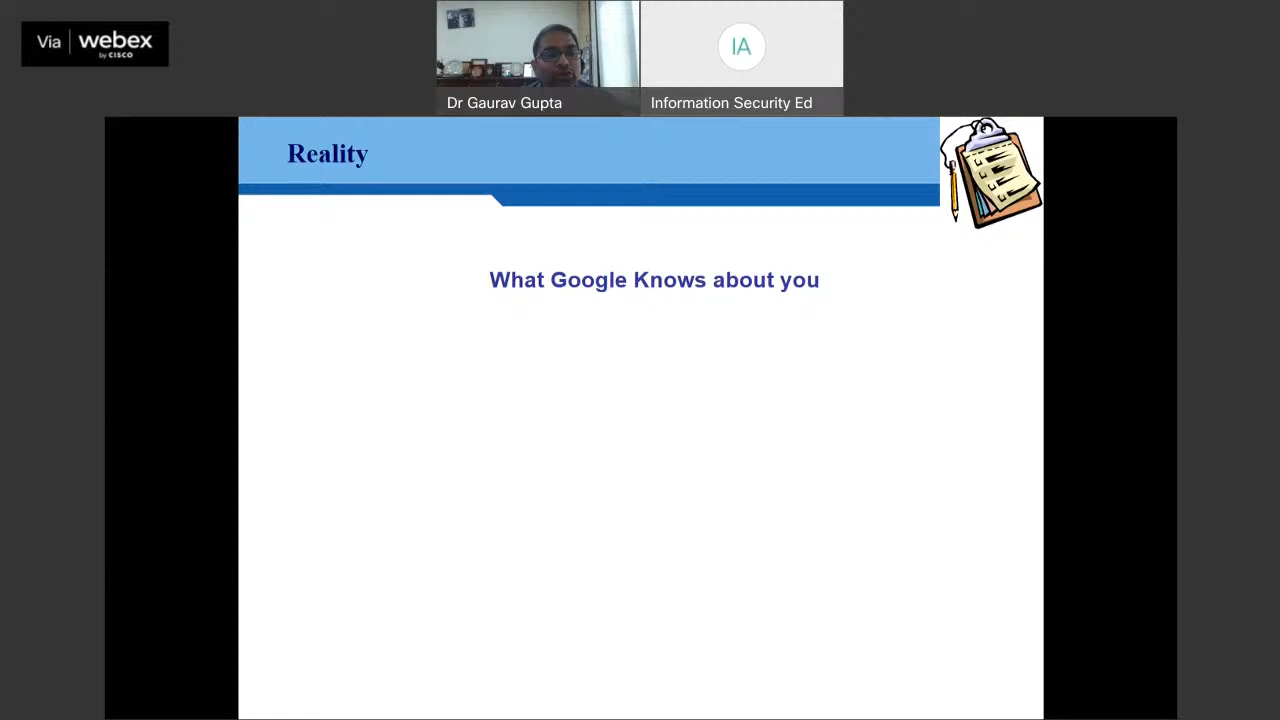 Via webex
by CISCO
IA
Dr Gaurav Gupta
Information Security Ed
Reality
What Google Knows about you